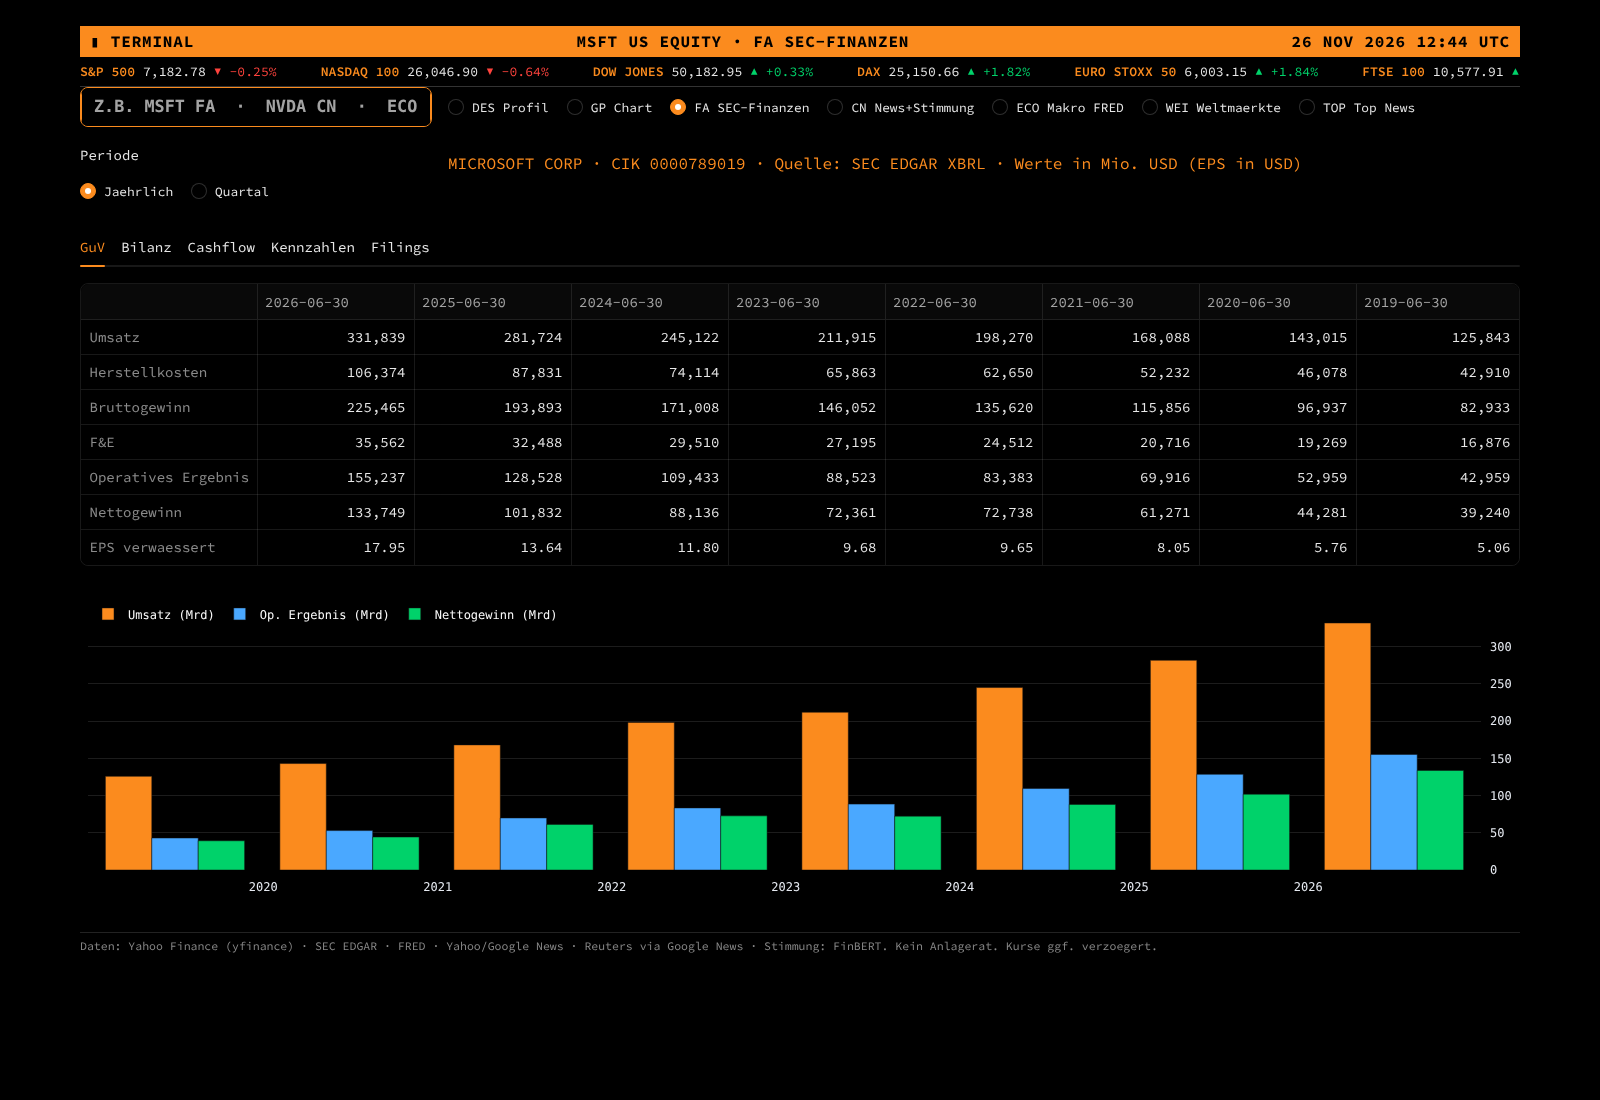 ▮ TERMINAL MSFT US EQUITY · FA SEC-FINANZEN 26 NOV 2026 12:44 UTC
S&P 500 7,182.78 ▼ -0.25% NASDAQ 100 26,046.90 ▼ -0.64% DOW JONES 50,182.95 ▲ +0.33% DAX 25,150.66 ▲ +1.82% EURO STOXX 50 6,003.15 ▲ +1.84% FTSE 100 10,577.91 ▲
Z.B. MSFT FA · NVDA CN · ECO DES Profil GP Chart FA SEC-Finanzen CN News+Stimmung ECO Makro FRED WEI Weltmaerkte TOP Top News
Periode
MICROSOFT CORP · CIK 0000789019 · Quelle: SEC EDGAR XBRL · Werte in Mio. USD (EPS in USD)
Jaehrlich Quartal
GuV Bilanz Cashflow Kennzahlen Filings
2026-06-30 2025-06-30 2024-06-30 2023-06-30 2022-06-30 2021-06-30 2020-06-30 2019-06-30
Umsatz 331,839 281,724 245,122 211,915 198,270 168,088 143,015 125,843
Herstellkosten 106,374 87,831 74,114 65,863 62,650 52,232 46,078 42,910
Bruttogewinn 225,465 193,893 171,008 146,052 135,620 115,856 96,937 82,933
F&E 35,562 32,488 29,510 27,195 24,512 20,716 19,269 16,876
Operatives Ergebnis 155,237 128,528 109,433 88,523 83,383 69,916 52,959 42,959
Nettogewinn 133,749 101,832 88,136 72,361 72,738 61,271 44,281 39,240
EPS verwaessert 17.95 13.64 11.80 9.68 9.65 8.05 5.76 5.06
Umsatz (Mrd) Op. Ergebnis (Mrd) Nettogewinn (Mrd)
300
250
200
150
100
50
0
2020 2021 2022 2023 2024 2025 2026
Daten: Yahoo Finance (yfinance) · SEC EDGAR · FRED · Yahoo/Google News · Reuters via Google News · Stimmung: FinBERT. Kein Anlagerat. Kurse ggf. verzoegert.